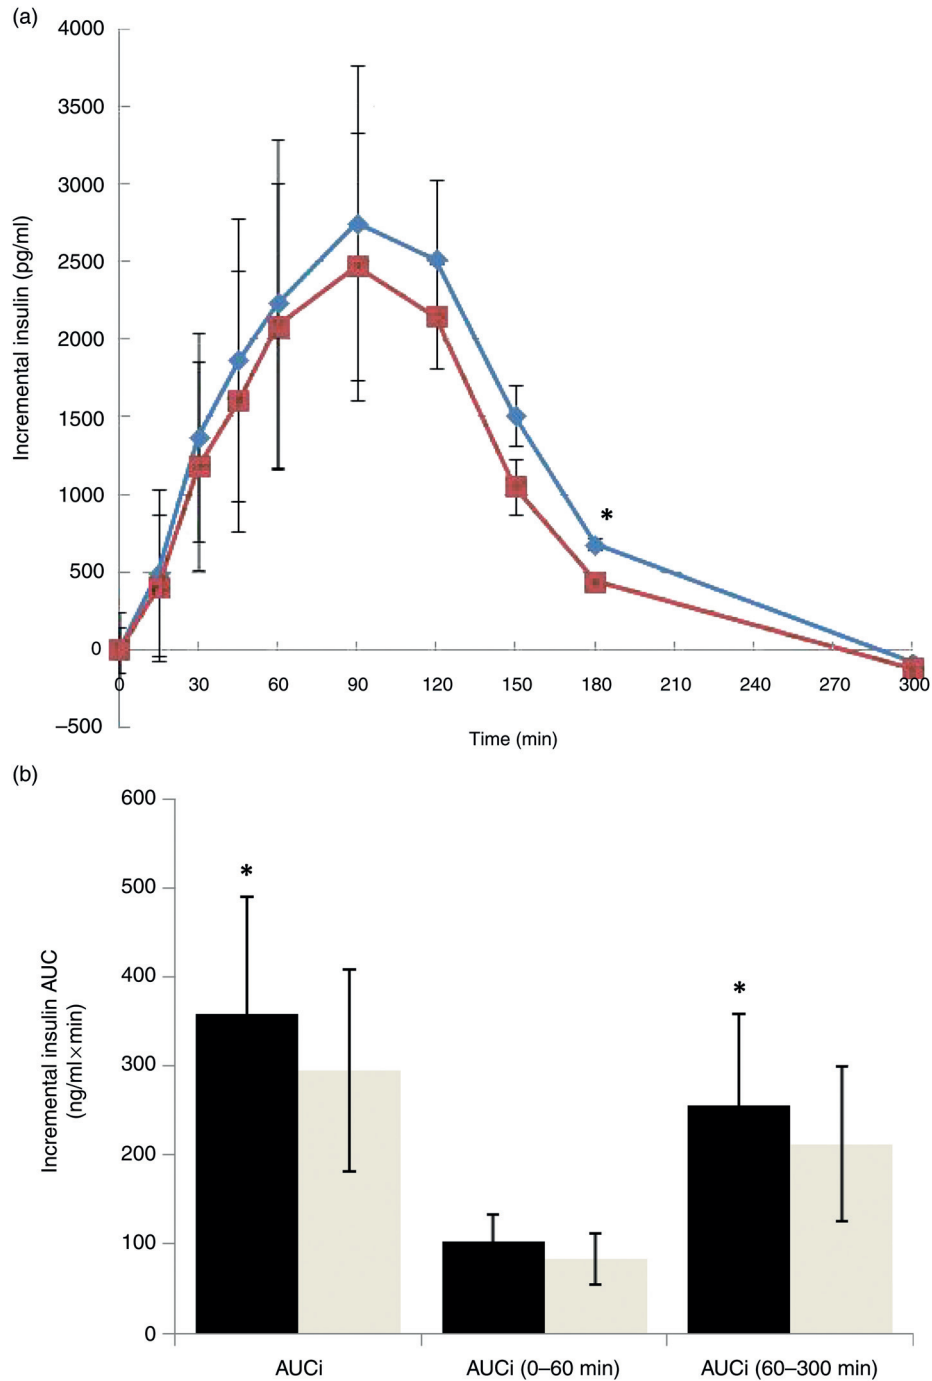 (a)
4000
3500
3000
2500
2000
1500
1000
500
0
–500
Incremental insulin (pg/ml)
*
0 30 60 90 120 150 180 210 240 270 300
Time (min)
(b)
600
500
400
300
200
100
0
Incremental insulin AUC
(ng/ml×min)
*
*
AUCi AUCi (0–60 min) AUCi (60–300 min)